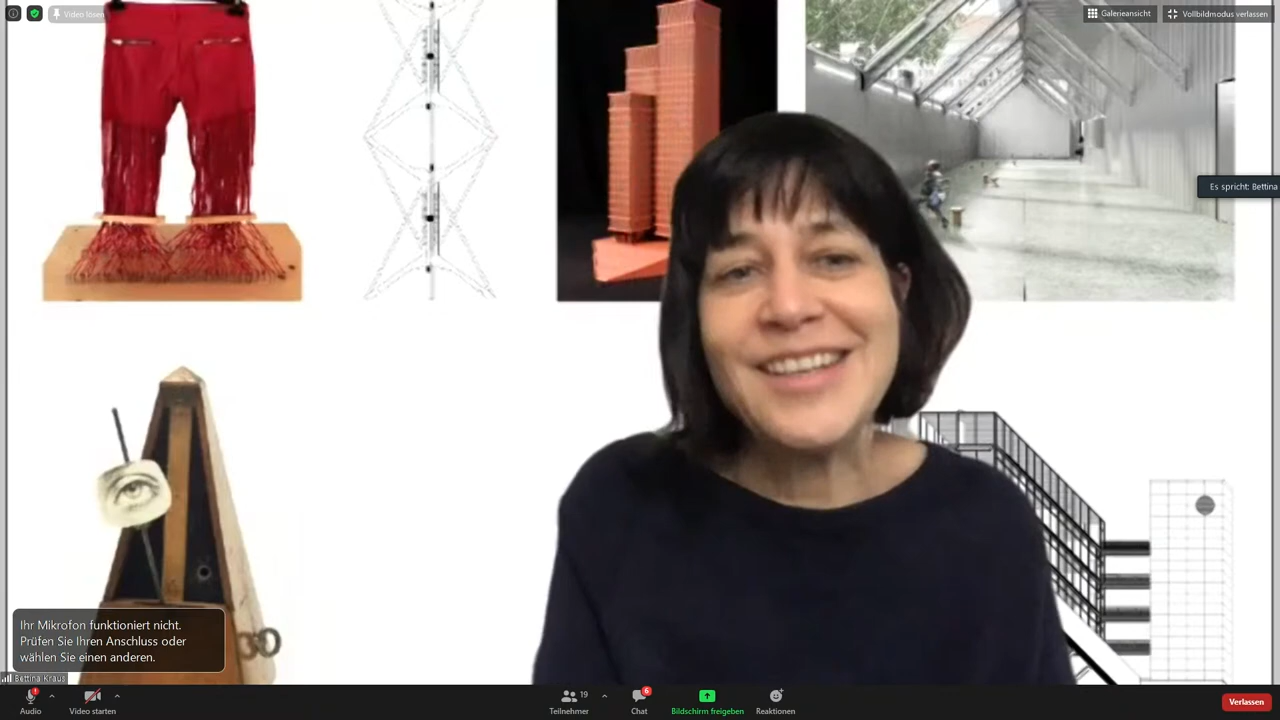 Video lösen
Galerieansicht
Vollbildmodus verlassen
Es spricht: Bettina
Ihr Mikrofon funktioniert nicht.
Prüfen Sie Ihren Anschluss oder
wählen Sie einen anderen.
Bettina Kraus
Audio
Video starten
19
Teilnehmer
6
Chat
Bildschirm freigeben
Reaktionen
Verlassen